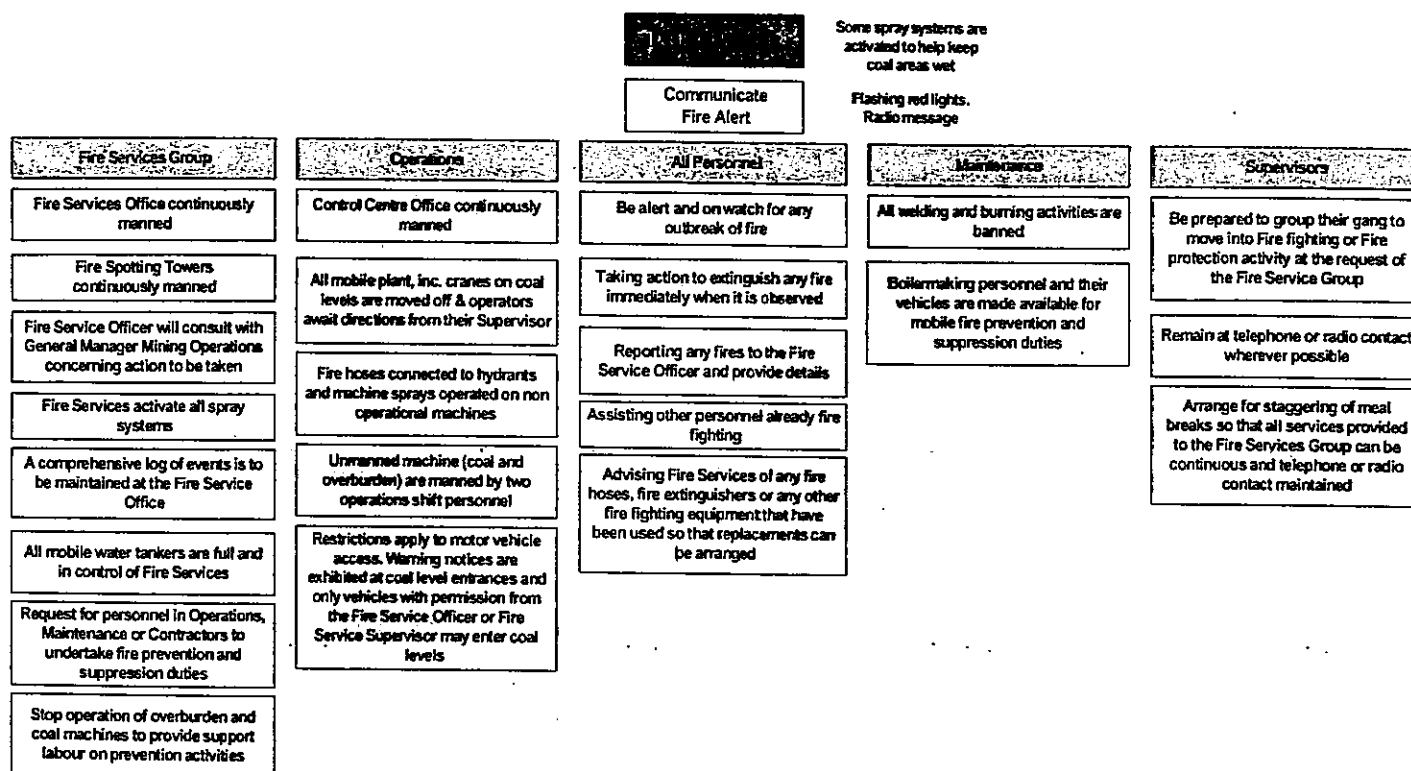 Some spray systems are
activated to help keep
coal areas wet
Communicate
Fire Alert
Flashing red lights.
Radio message
Fire Services Group
Fire Services Office continuously
manned
Fire Spotting Towers
continuously manned
Fire Service Officer will consult with
General Manager Mining Operations
concerning action to be taken
Fire Services activate all spray
systems
A comprehensive log of events is to
be maintained at the Fire Service
Office
All mobile water tankers are full and
in control of Fire Services
Request for personnel in Operations,
Maintenance or Contractors to
undertake fire prevention and
suppression duties
Stop operation of overburden and
coal machines to provide support
labour on prevention activities
Operations
Control Centre Office continuously
manned
All mobile plant, inc. cranes on coal
levels are moved off & operators
await directions from their Supervisor
Fire hoses connected to hydrants
and machine sprays operated on non
operational machines
Unmanned machine (coal and
overburden) are manned by two
operations shift personnel
Restrictions apply to motor vehicle
access. Warning notices are
exhibited at coal level entrances and
only vehicles with permission from
the Fire Service Officer or Fire
Service Supervisor may enter coal
levels
All Personnel
Be alert and on watch for any
outbreak of fire
Taking action to extinguish any fire
immediately when it is observed
Reporting any fires to the Fire
Service Officer and provide details
Assisting other personnel already fire
fighting
Advising Fire Services of any fire
hoses, fire extinguishers or any other
fire fighting equipment that have
been used so that replacements can
be arranged
Maintenance
All welding and burning activities are
banned
Boilermaking personnel and their
vehicles are made available for
mobile fire prevention and
suppression duties
Supervisors
Be prepared to group their gang to
move into Fire fighting or Fire
protection activity at the request of
the Fire Service Group
Remain at telephone or radio contact
wherever possible
Arrange for staggering of meal
breaks so that all services provided
to the Fire Services Group can be
continuous and telephone or radio
contact maintained